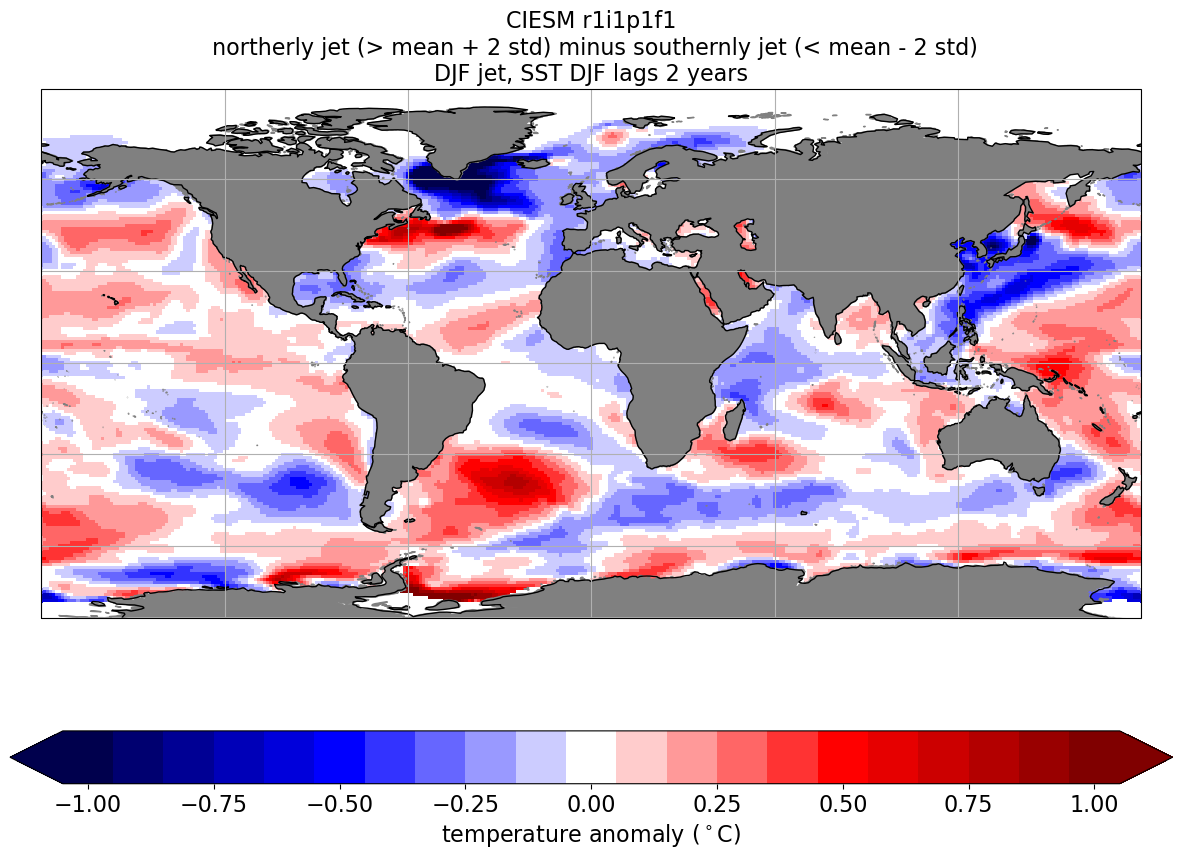 CIESM r1i1p1f1
northerly jet (> mean + 2 std) minus southernly jet (< mean - 2 std)
DJF jet, SST DJF lags 2 years
−1.00 −0.75 −0.50 −0.25 0.00 0.25 0.50 0.75 1.00
temperature anomaly (°C)